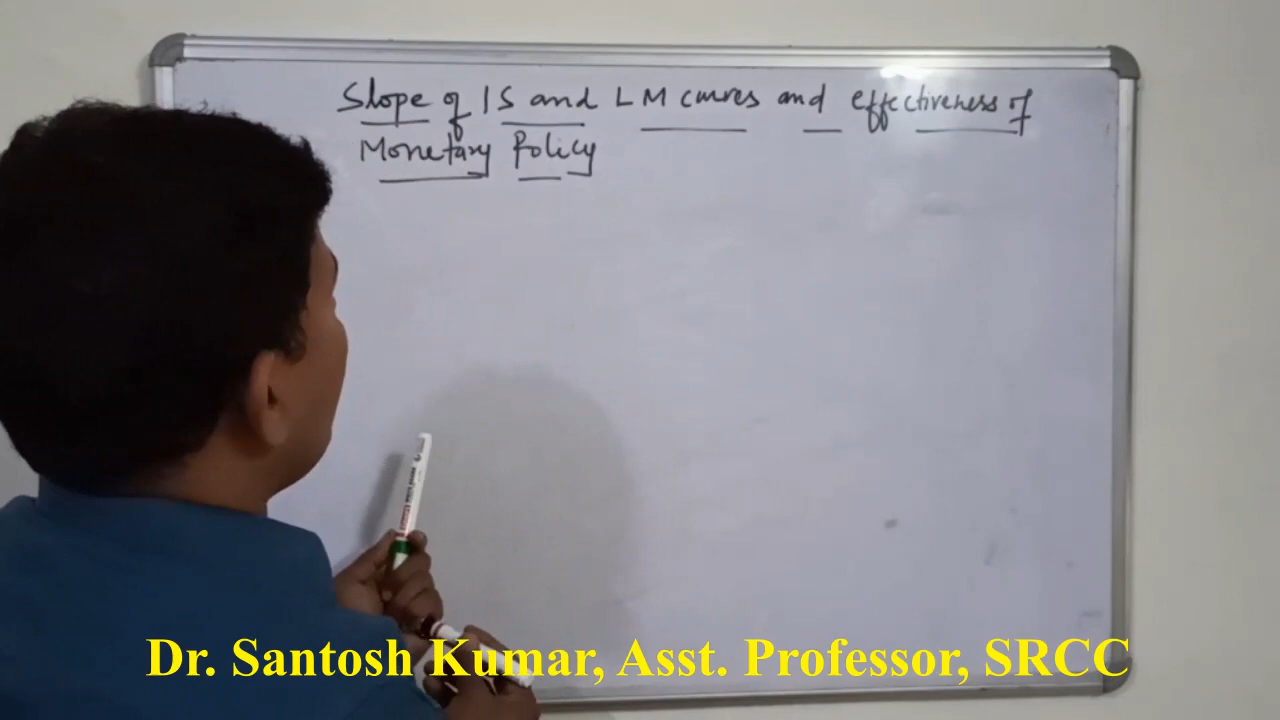 Slope of IS and LM curves and effectiveness of
Monetary Policy
Dr. Santosh Kumar, Asst. Professor, SRCC